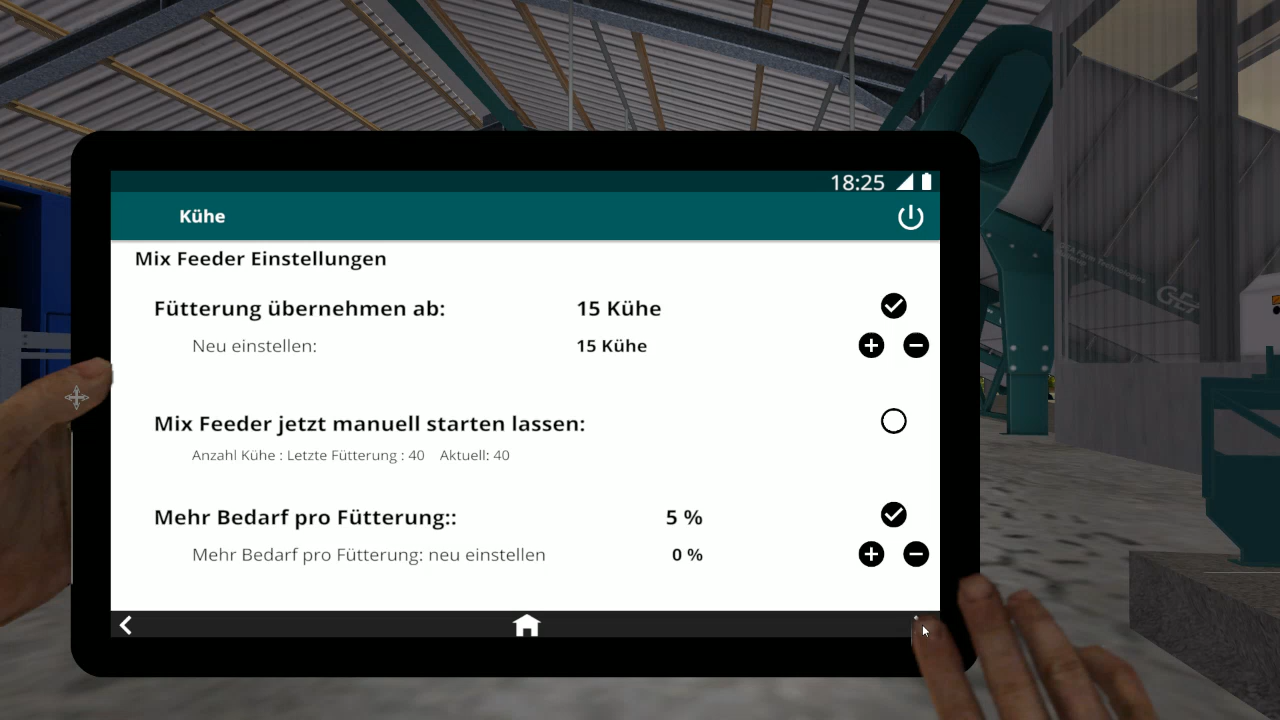 18:25
Kühe
Mix Feeder Einstellungen
Fütterung übernehmen ab: 15 Kühe
Neu einstellen: 15 Kühe
Mix Feeder jetzt manuell starten lassen:
Anzahl Kühe : Letzte Fütterung : 40 Aktuell: 40
Mehr Bedarf pro Fütterung:: 5 %
Mehr Bedarf pro Fütterung: neu einstellen 0 %